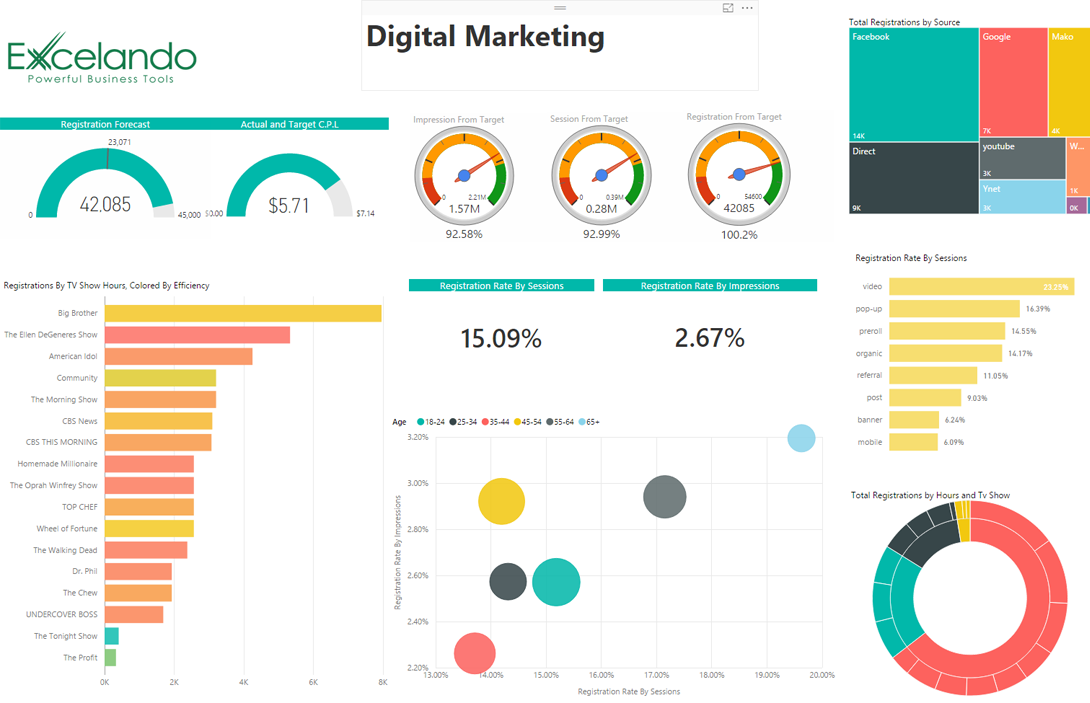 Digital Marketing
Excelando
Powerful Business Tools
Total Registrations by Source
Facebook
14K
Google
7K
Mako
4K
Direct
9K
youtube
3K
Ynet
3K
W...
1K
0K
Registration Forecast
23,071
42.085
0
45,000
Actual and Target C.P.L
$5.71
$0.00
$7.14
Impression From Target
0
2.21M
1.57M
92.58%
Session From Target
0
0.39M
0.28M
92.99%
Registration From Target
0
54600
42085
100.2%
Registrations By TV Show Hours, Colored By Efficiency
Big Brother
The Ellen DeGeneres Show
American Idol
Community
The Morning Show
CBS News
CBS THIS MORNING
Homemade Millionaire
The Oprah Winfrey Show
TOP CHEF
Wheel of Fortune
The Walking Dead
Dr. Phil
The Chew
UNDERCOVER BOSS
The Tonight Show
The Profit
0K 2K 4K 6K 8K
Registration Rate By Sessions
15.09%
Registration Rate By Impressions
2.67%
Age 18-24 25-34 35-44 45-54 55-64 65+
Registration Rate By Impressions
3.20%
3.00%
2.80%
2.60%
2.40%
2.20%
13.00% 14.00% 15.00% 16.00% 17.00% 18.00% 19.00% 20.00%
Registration Rate By Sessions
Registration Rate By Sessions
video 23.25%
pop-up 16.39%
preroll 14.55%
organic 14.17%
referral 11.05%
post 9.03%
banner 6.24%
mobile 6.09%
Total Registrations by Hours and Tv Show